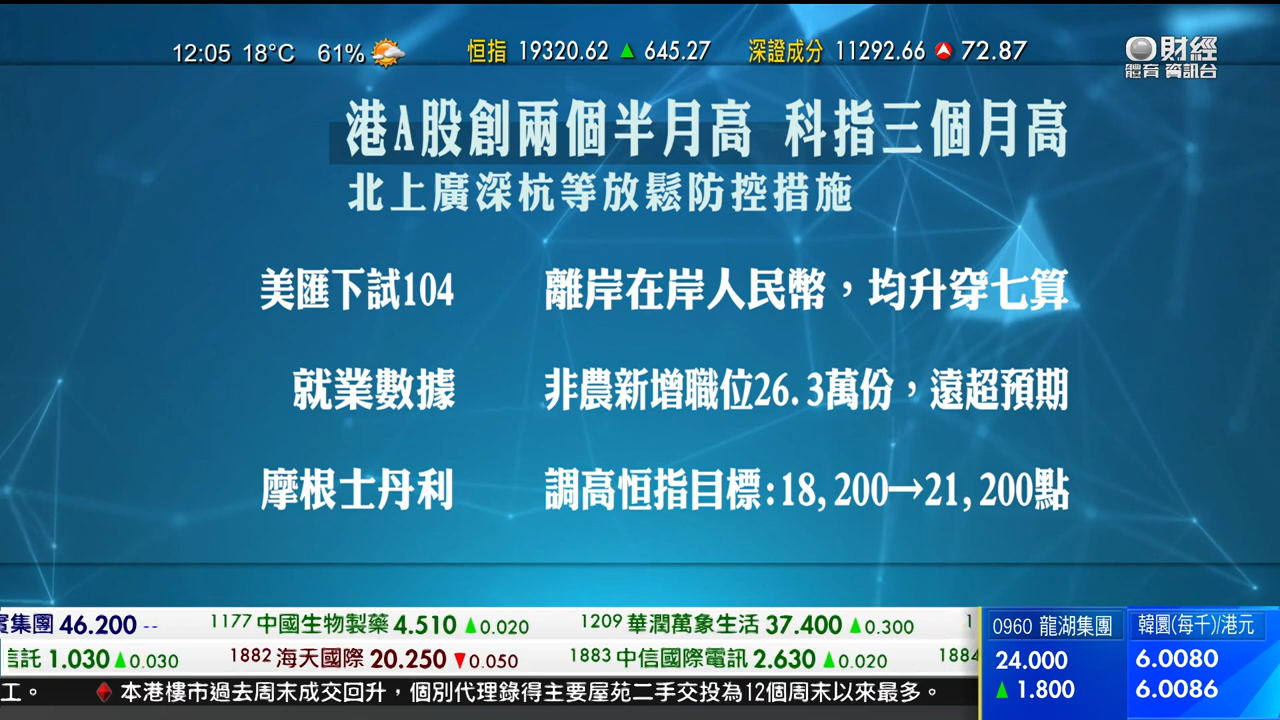 12:05 18°C 61% 恒指 19320.62 ▲ 645.27 深證成分 11292.66 ▲ 72.87
財經
體育 資訊台
港A股創兩個半月高 科指三個月高
北上廣深杭等放鬆防控措施
美匯下試104 離岸在岸人民幣，均升穿七算
就業數據 非農新增職位26.3萬份，遠超預期
摩根士丹利 調高恒指目標:18,200→21,200點
集團 46.200 -- 1177 中國生物製藥 4.510 ▲0.020 1209 華潤萬象生活 37.400 ▲0.300 1
信託 1.030 ▲0.030 1882 海天國際 20.250 ▼0.050 1883 中信國際電訊 2.630 ▲0.020 1884
工。 ♦ 本港樓市過去周末成交回升，個別代理錄得主要屋苑二手交投為12個周末以來最多。
0960 龍湖集團
24.000
▲ 1.800
韓圜(每千)/港元
6.0080
6.0086